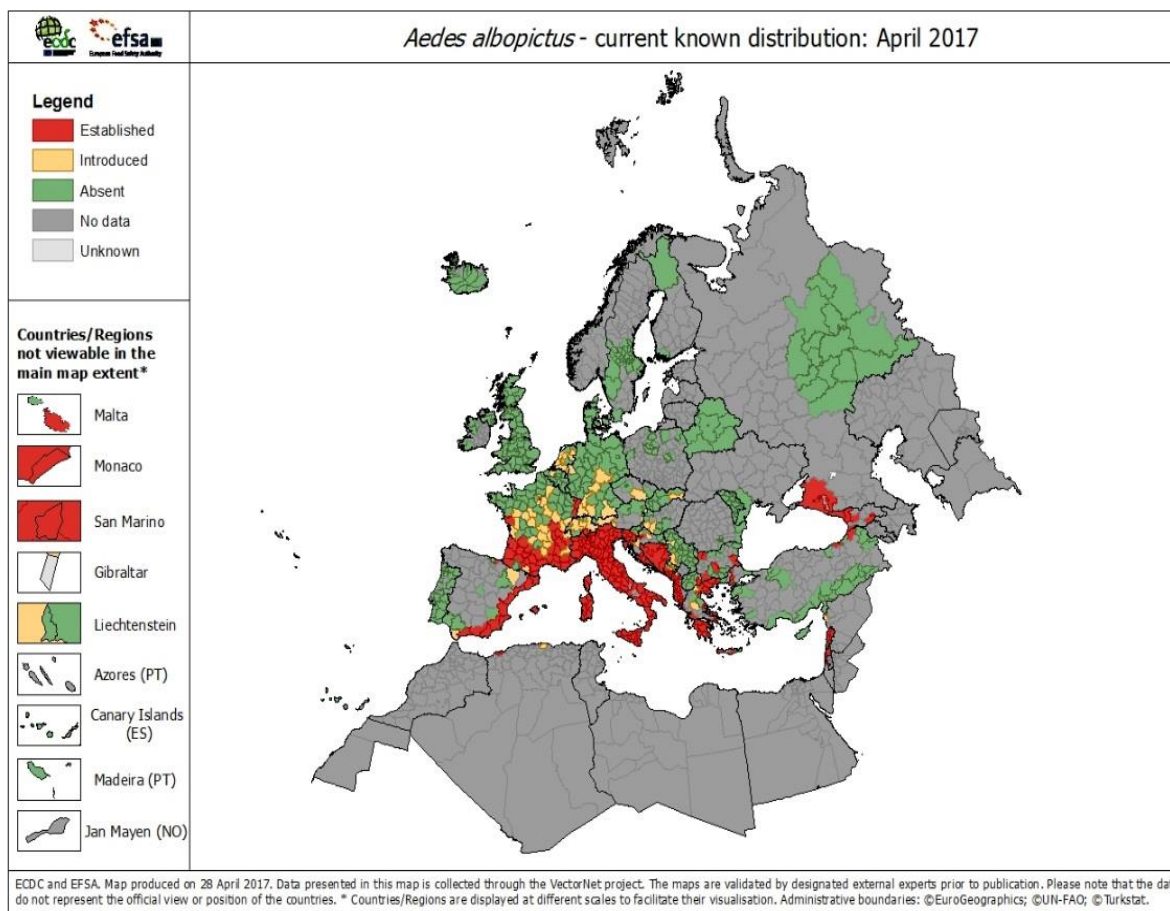 ecdc
efsa
European Food Safety Authority
Aedes albopictus - current known distribution: April 2017
Legend
Established
Introduced
Absent
No data
Unknown
Countries/Regions
not viewable in the
main map extent*
Malta
Monaco
San Marino
Gibraltar
Liechtenstein
Azores (PT)
Canary Islands
(ES)
Madeira (PT)
Jan Mayen (NO)
ECDC and EFSA. Map produced on 28 April 2017. Data presented in this map is collected through the VectorNet project. The maps are validated by designated external experts prior to publication. Please note that the da
do not represent the official view or position of the countries. * Countries/Regions are displayed at different scales to facilitate their visualisation. Administrative boundaries: ©EuroGeographics; ©UN-FAO; ©Turkstat.